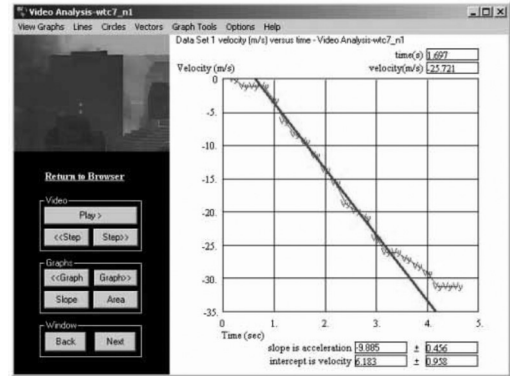 Video Analysis-wtc7_n1
View Graphs Lines Circles Vectors Graph Tools Options Help
Data Set 1 velocity (m/s) versus time - Video Analysis-wtc7_n1
time(s) 1.697
Velocity (m/s) velocity(m/s) -25.721
0
-5.
-10.
-15.
-20.
-25.
-30.
-35.
0 1. 2. 3. 4. 5.
Time (sec)
slope is acceleration -9.885 ± 0.456
intercept is velocity 6.183 ± 0.958
Return to Browser
Video
Play >
<<Step Step>>
Graphs
<<Graph Graph>>
Slope Area
Window
Back Next